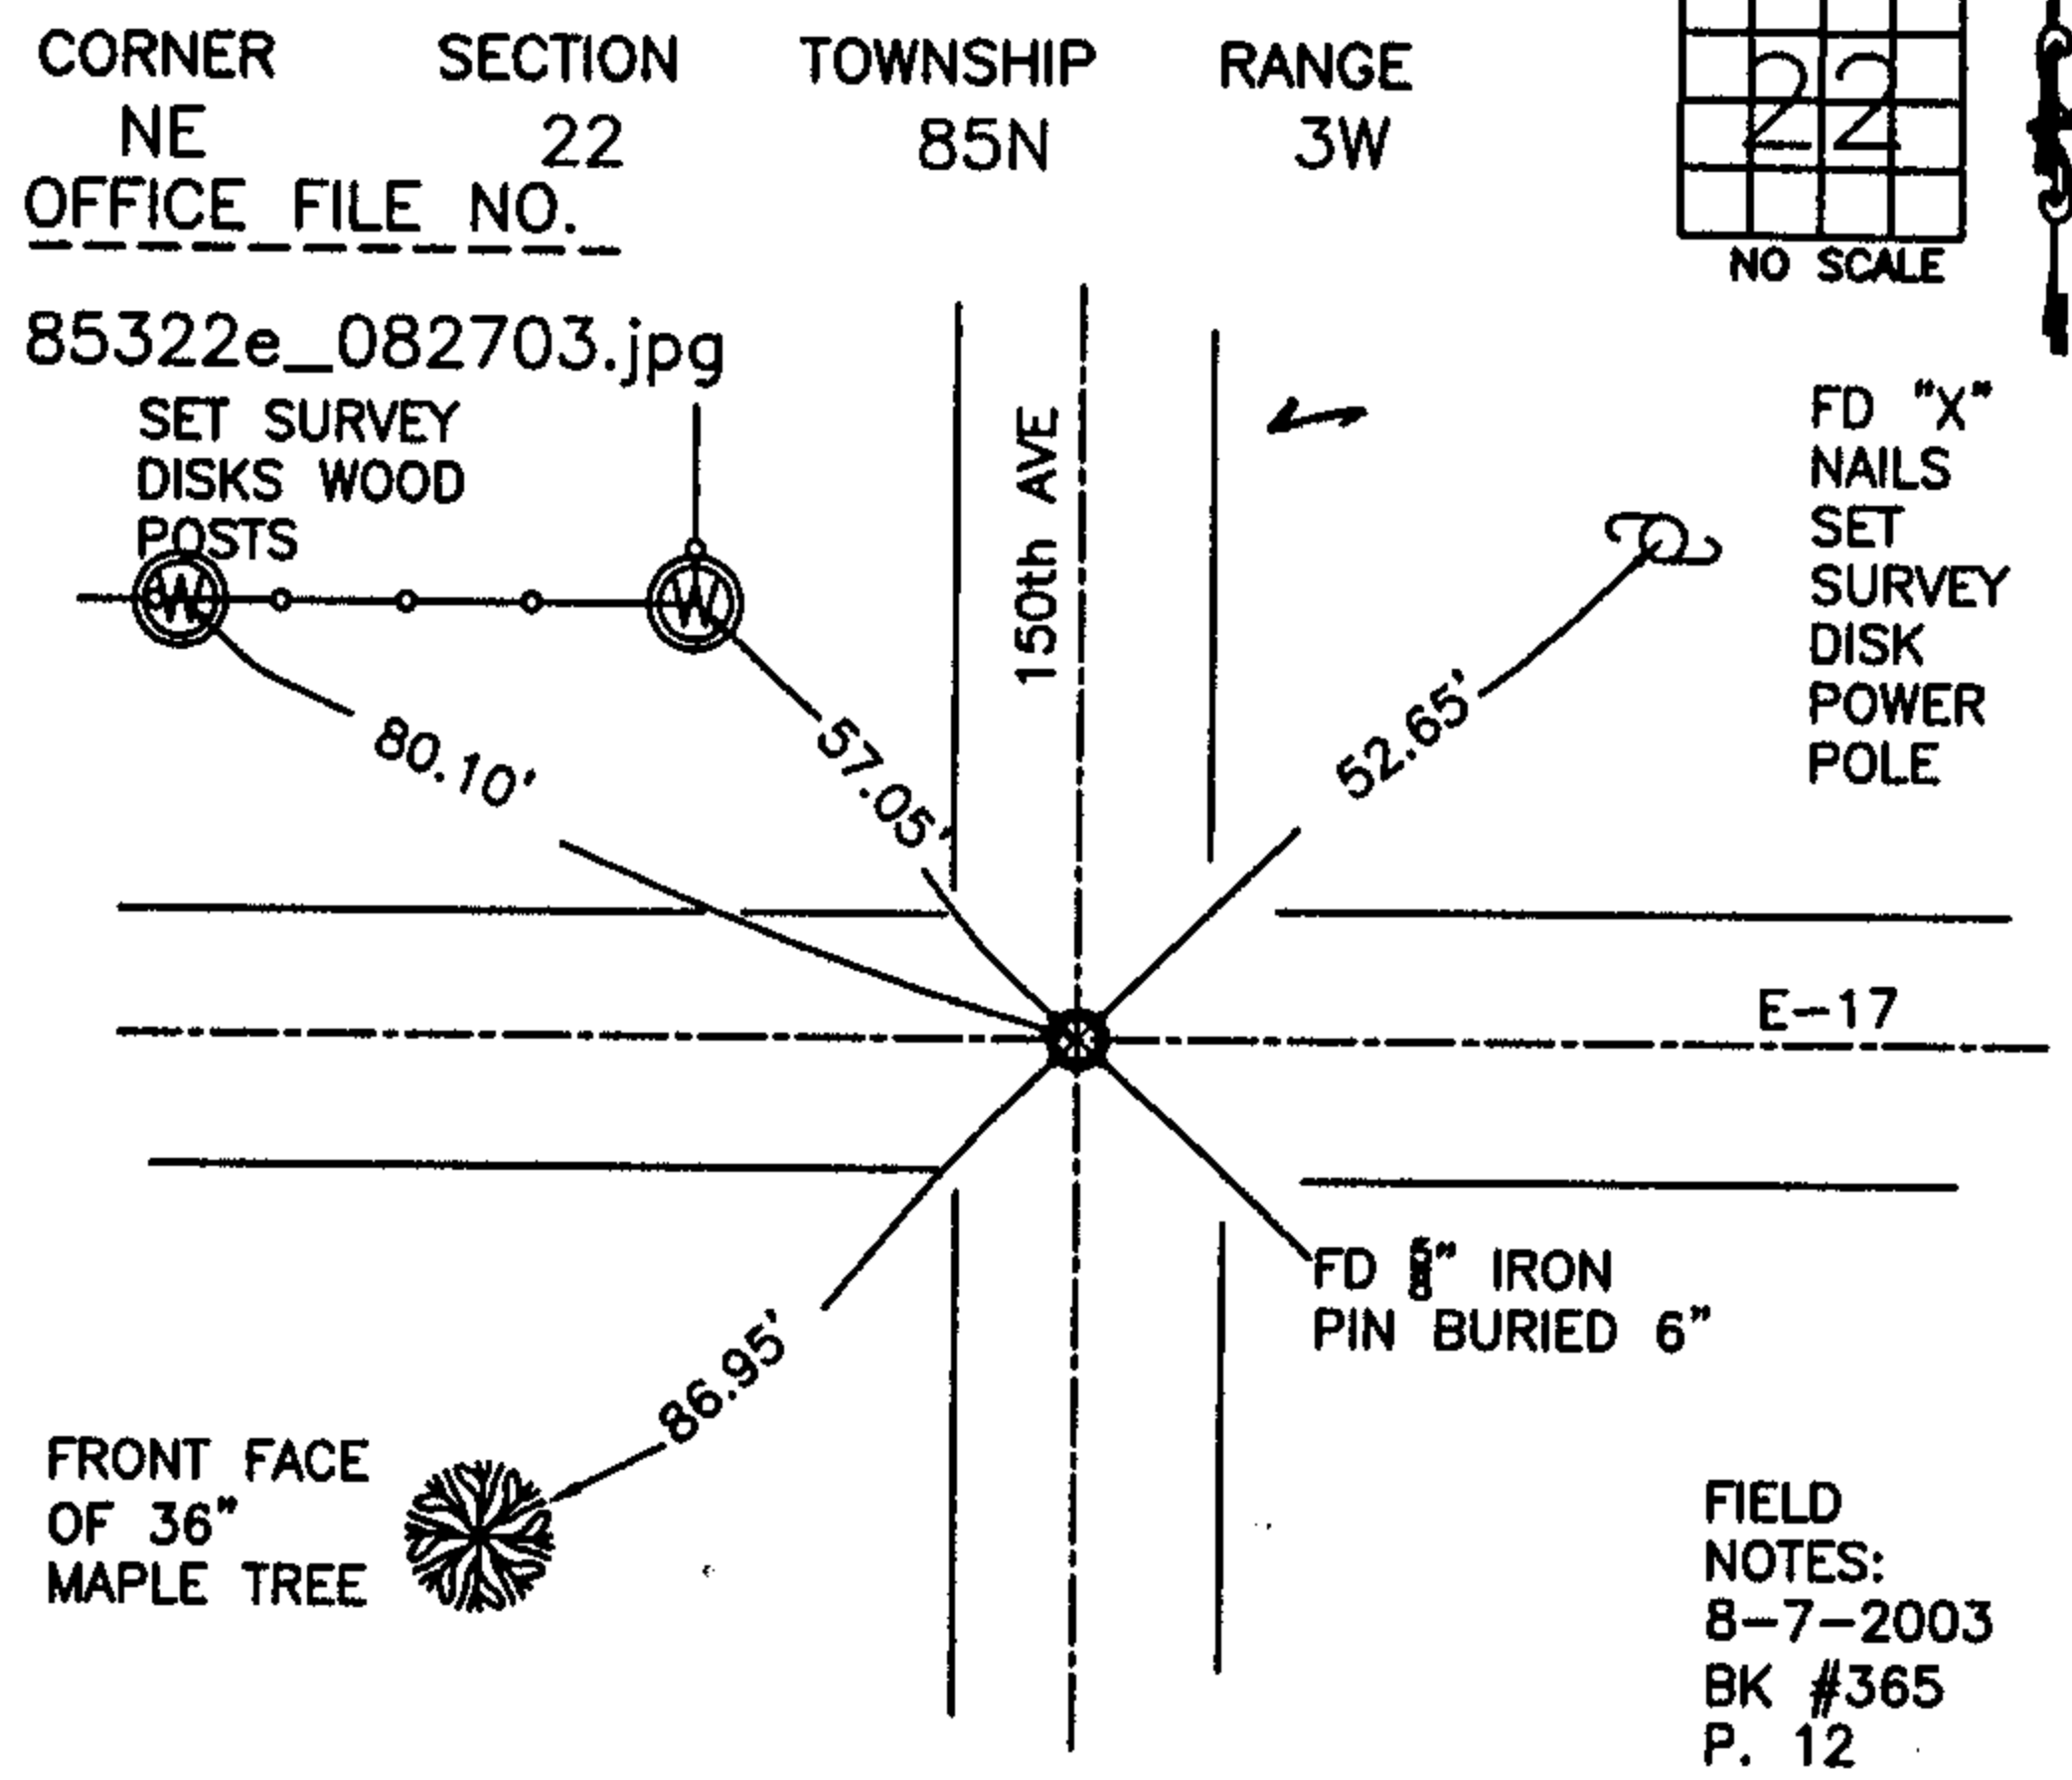 CORNER SECTION TOWNSHIP RANGE
NE 22 85N 3W
OFFICE FILE NO.
22
NO SCALE
85322e_082703.jpg
SET SURVEY
DISKS WOOD
POSTS
W
W
150th AVE
FD "X"
NAILS
SET
SURVEY
DISK
POWER
POLE
80.10'
57.05'
52.65'
E-17
FD 5/8" IRON
PIN BURIED 6"
86.95'
FRONT FACE
OF 36"
MAPLE TREE
FIELD
NOTES:
8-7-2003
BK #365
P. 12